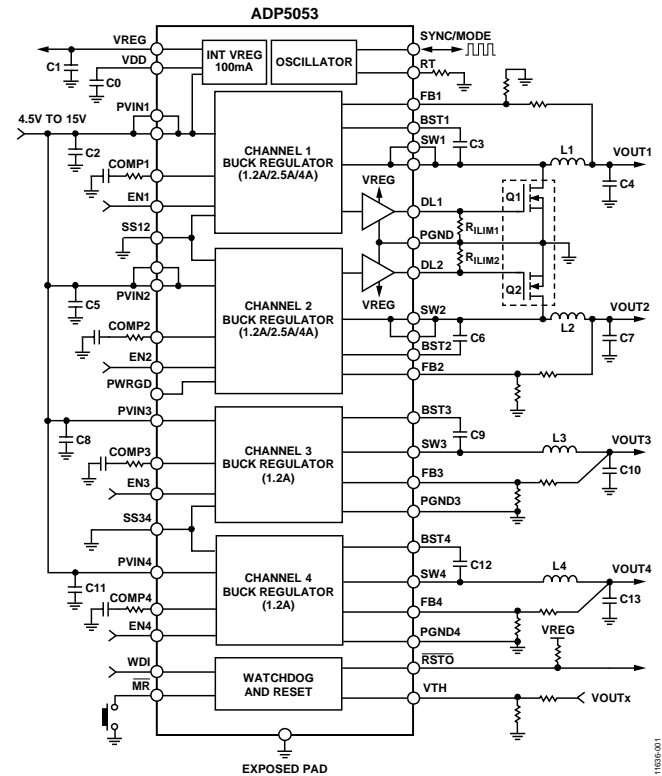 ADP5053
VREG
VDD
C1
C0
INT VREG
100mA
OSCILLATOR
SYNC/MODE
RT
4.5V TO 15V
PVIN1
C2
COMP1
EN1
SS12
CHANNEL 1
BUCK REGULATOR
(1.2A/2.5A/4A)
FB1
BST1
SW1
C3
L1
VOUT1
C4
VREG
DL1
Q1
RILIM1
PGND
RILIM2
DL2
Q2
VREG
PVIN2
C5
COMP2
EN2
PWRGD
CHANNEL 2
BUCK REGULATOR
(1.2A/2.5A/4A)
SW2
BST2
C6
FB2
L2
VOUT2
C7
PVIN3
C8
COMP3
EN3
SS34
CHANNEL 3
BUCK REGULATOR
(1.2A)
BST3
C9
SW3
L3
VOUT3
C10
FB3
PGND3
PVIN4
C11
COMP4
EN4
CHANNEL 4
BUCK REGULATOR
(1.2A)
BST4
C12
SW4
L4
VOUT4
C13
FB4
PGND4
VREG
WDI
MR
WATCHDOG
AND RESET
RSTO
VTH
VOUTx
EXPOSED PAD
11636-001